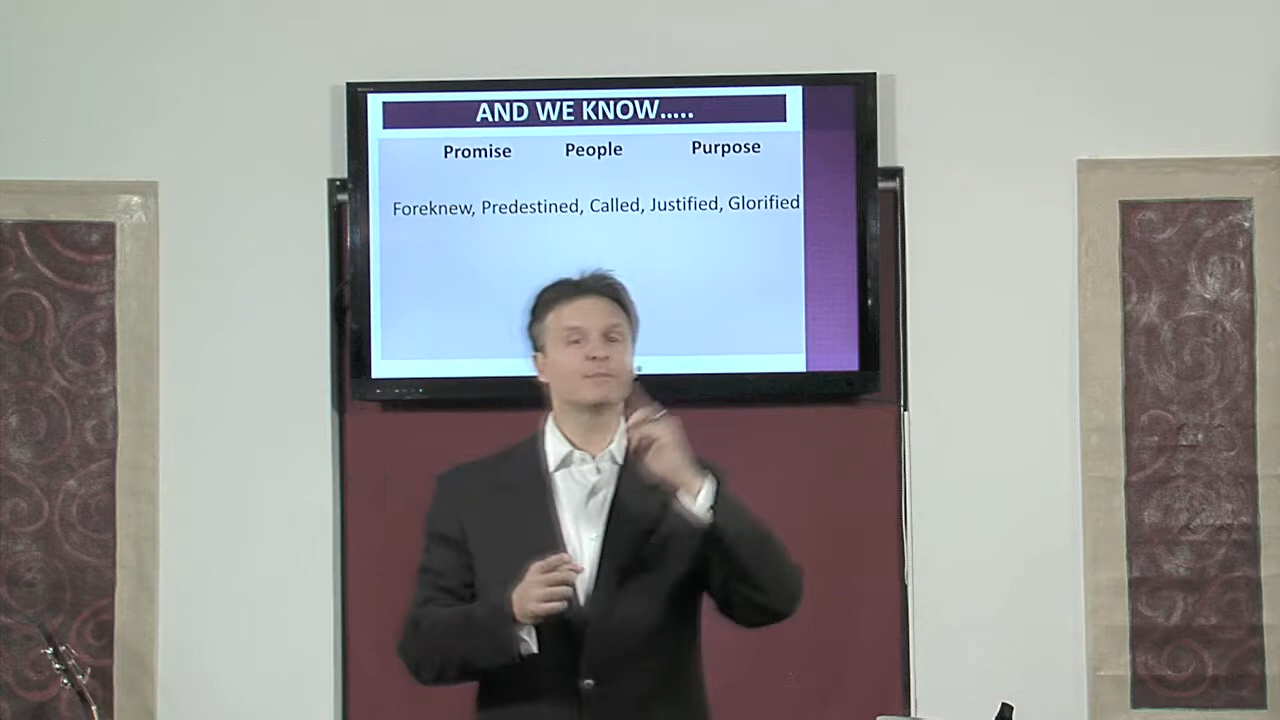 AND WE KNOW.....
Promise People Purpose
Foreknew, Predestined, Called, Justified, Glorified